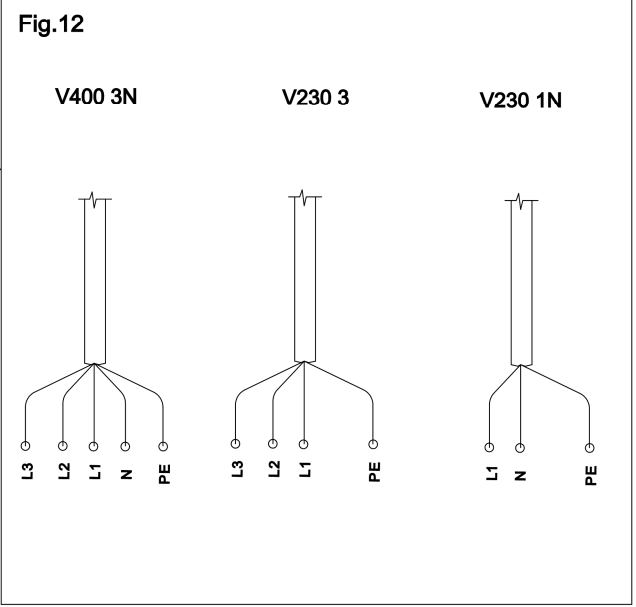 Fig.12
V400 3N
V230 3
V230 1N
L3 L2 L1 N PE
L3 L2 L1 PE
L1 N PE